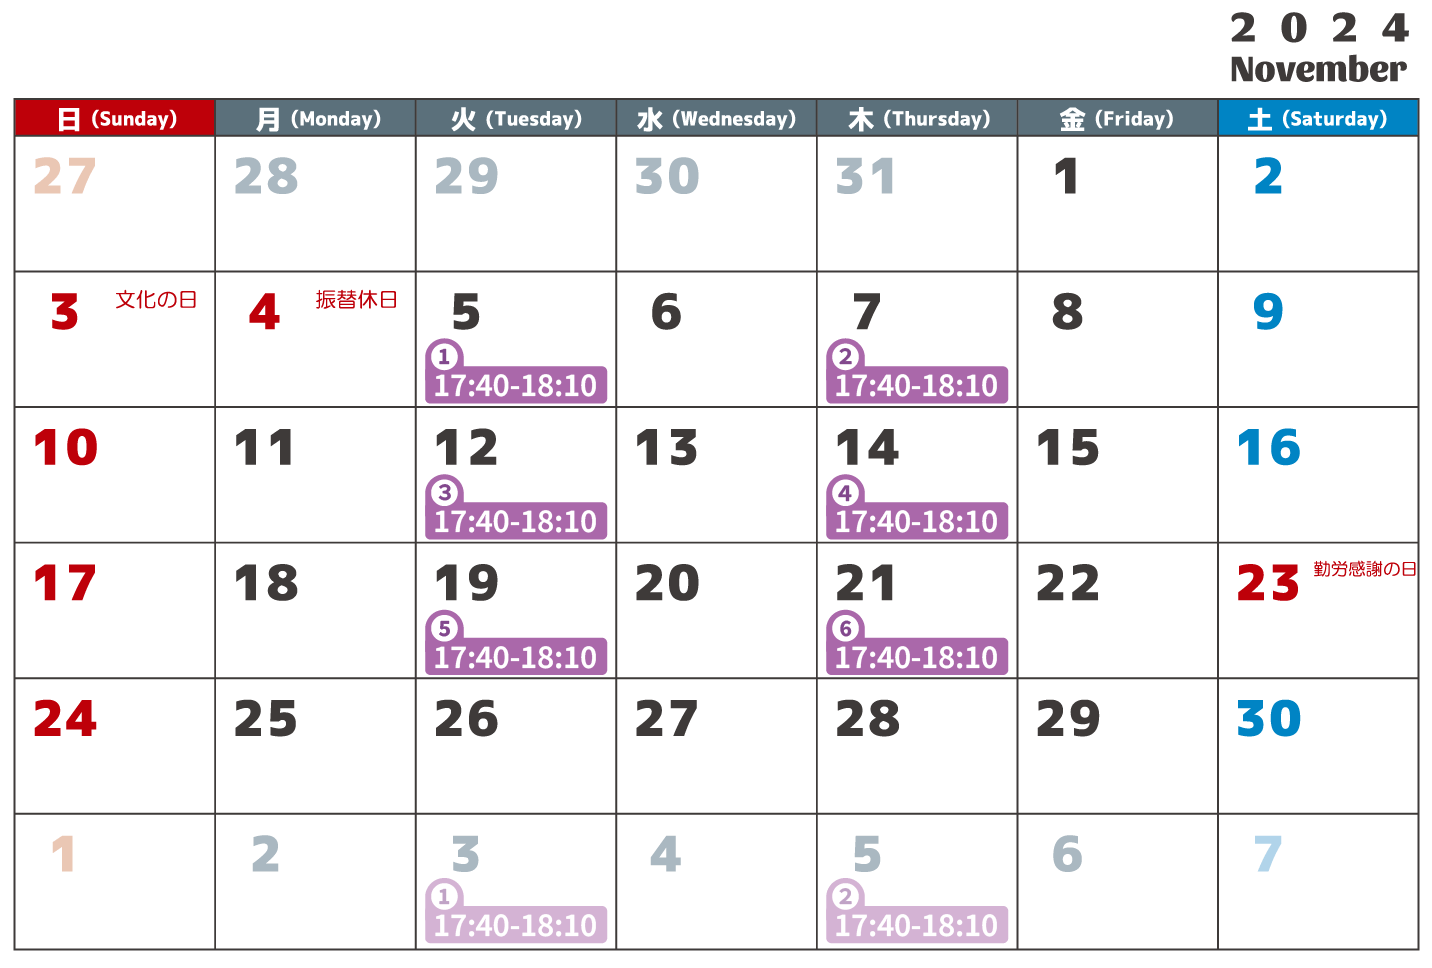 2 0 2 4
November
日 (Sunday) 月 (Monday) 火 (Tuesday) 水 (Wednesday) 木 (Thursday) 金 (Friday) 土 (Saturday)
27 28 29 30 31 1 2
3 文化の日 4 振替休日 5 6 7 8 9
1 2
17:40-18:10 17:40-18:10
10 11 12 13 14 15 16
3 4
17:40-18:10 17:40-18:10
17 18 19 20 21 22 23 勤労感謝の日
5 6
17:40-18:10 17:40-18:10
24 25 26 27 28 29 30
1 2 3 4 5 6 7
1 2
17:40-18:10 17:40-18:10